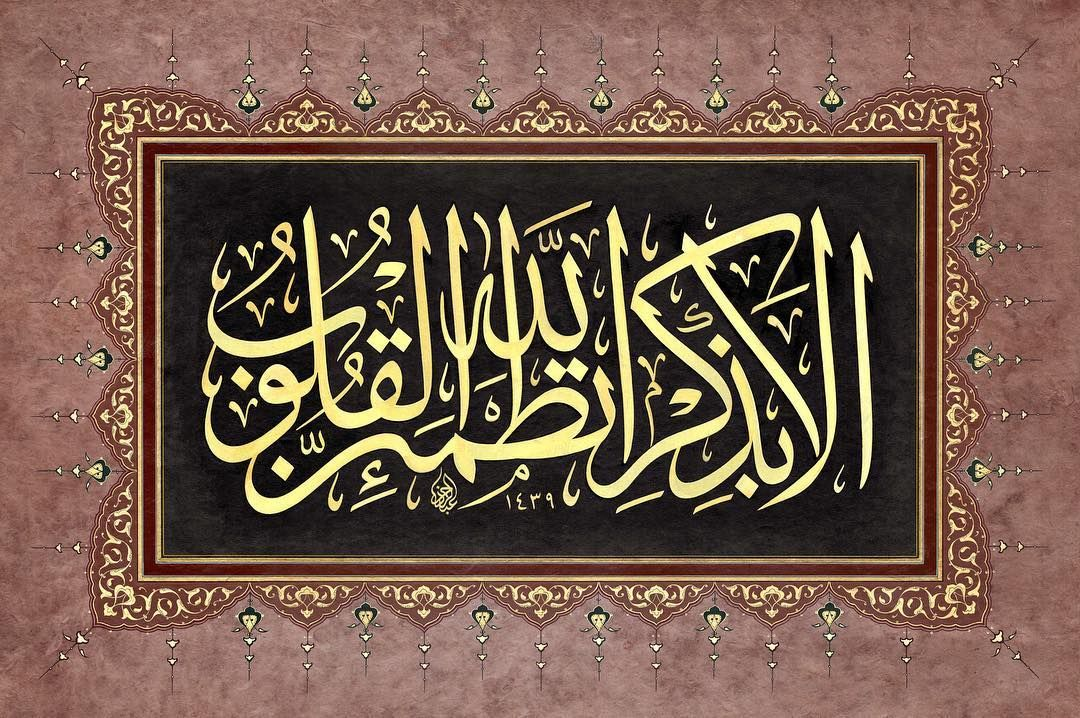 أَلَا بِذِكْرِ اللَّهِ تَطْمَئِنُّ الْقُلُوبُ
١٤٣٩